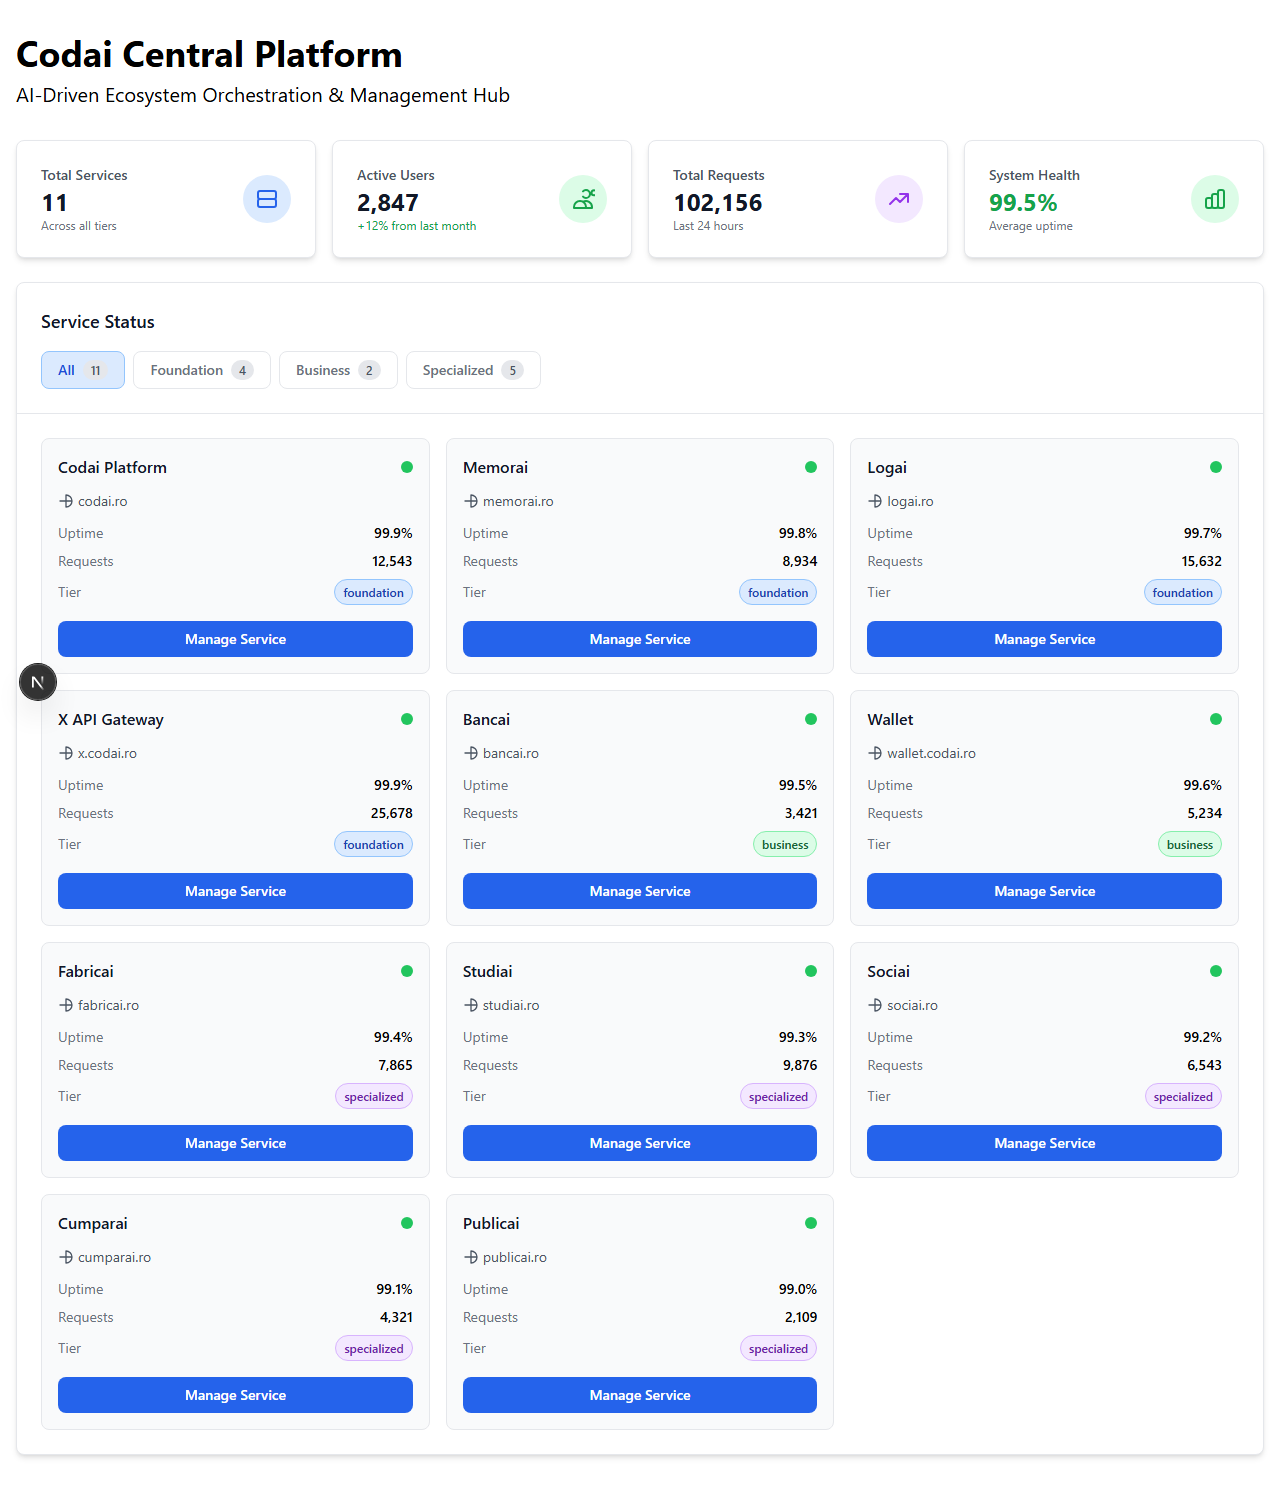 Codai Central Platform
AI-Driven Ecosystem Orchestration & Management Hub
Total Services
11
Across all tiers
Active Users
2,847
+12% from last month
Total Requests
102,156
Last 24 hours
System Health
99.5%
Average uptime
Service Status
All 11 Foundation 4 Business 2 Specialized 5
Codai Platform
codai.ro
Uptime 99.9%
Requests 12,543
Tier foundation
Manage Service
Memorai
memorai.ro
Uptime 99.8%
Requests 8,934
Tier foundation
Manage Service
Logai
logai.ro
Uptime 99.7%
Requests 15,632
Tier foundation
Manage Service
N
X API Gateway
x.codai.ro
Uptime 99.9%
Requests 25,678
Tier foundation
Manage Service
Bancai
bancai.ro
Uptime 99.5%
Requests 3,421
Tier business
Manage Service
Wallet
wallet.codai.ro
Uptime 99.6%
Requests 5,234
Tier business
Manage Service
Fabricai
fabricai.ro
Uptime 99.4%
Requests 7,865
Tier specialized
Manage Service
Studiai
studiai.ro
Uptime 99.3%
Requests 9,876
Tier specialized
Manage Service
Sociai
sociai.ro
Uptime 99.2%
Requests 6,543
Tier specialized
Manage Service
Cumparai
cumparai.ro
Uptime 99.1%
Requests 4,321
Tier specialized
Manage Service
Publicai
publicai.ro
Uptime 99.0%
Requests 2,109
Tier specialized
Manage Service